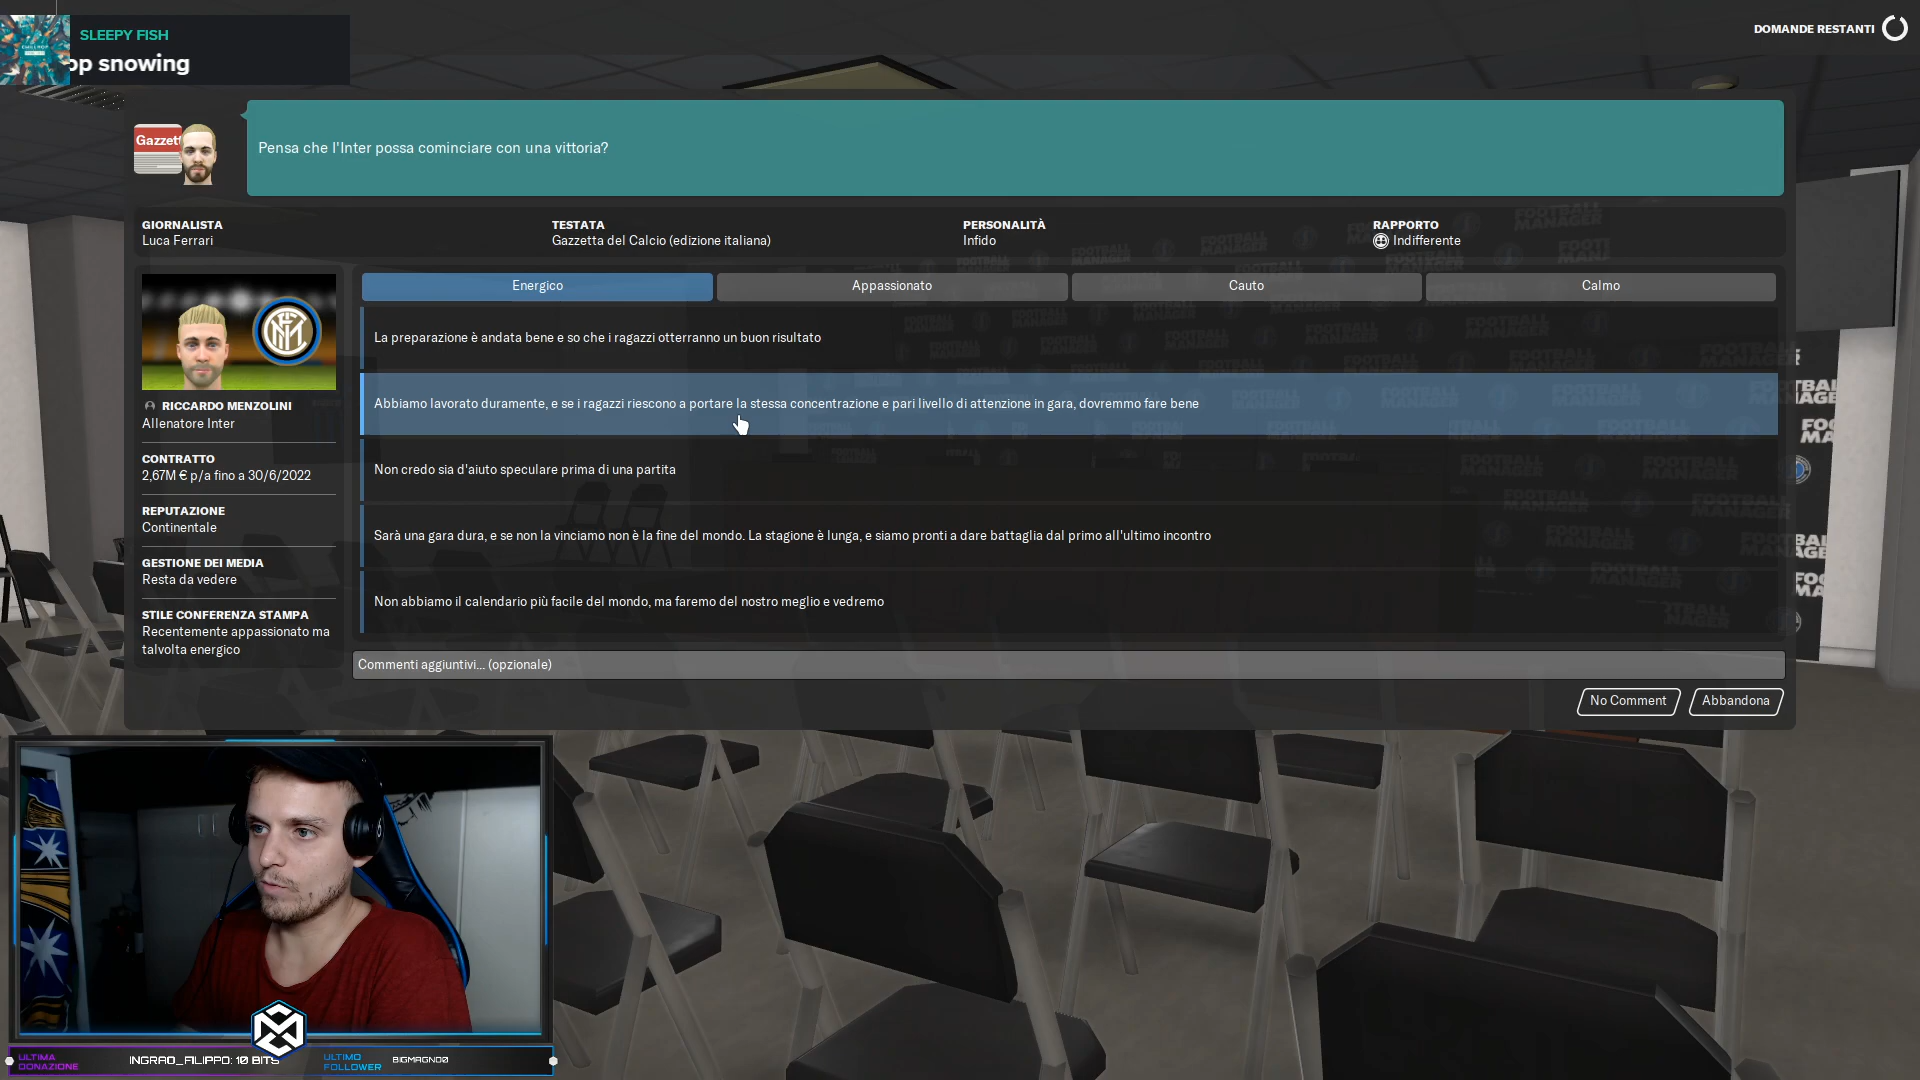 SLEEPY FISH
op snowing
DOMANDE RESTANTI
Gazzett
Pensa che l'Inter possa cominciare con una vittoria?
GIORNALISTA
Luca Ferrari
TESTATA
Gazzetta del Calcio (edizione italiana)
PERSONALITÀ
Infido
RAPPORTO
Indifferente
Energico
Appassionato
Cauto
Calmo
La preparazione è andata bene e so che i ragazzi otterranno un buon risultato
Abbiamo lavorato duramente, e se i ragazzi riescono a portare la stessa concentrazione e pari livello di attenzione in gara, dovremmo fare bene
Non credo sia d'aiuto speculare prima di una partita
Sarà una gara dura, e se non la vinciamo non è la fine del mondo. La stagione è lunga, e siamo pronti a dare battaglia dal primo all'ultimo incontro
Non abbiamo il calendario più facile del mondo, ma faremo del nostro meglio e vedremo
RICCARDO MENZOLINI
Allenatore Inter
CONTRATTO
2,67M € p/a fino a 30/6/2022
REPUTAZIONE
Continentale
GESTIONE DEI MEDIA
Resta da vedere
STILE CONFERENZA STAMPA
Recentemente appassionato ma
talvolta energico
Commenti aggiuntivi... (opzionale)
No Comment
Abbandona
ULTIMA
DONAZIONE
INGRAO_FILIPPO: 10 BITS
ULTIMO
FOLLOWER
BIGMAGNO0